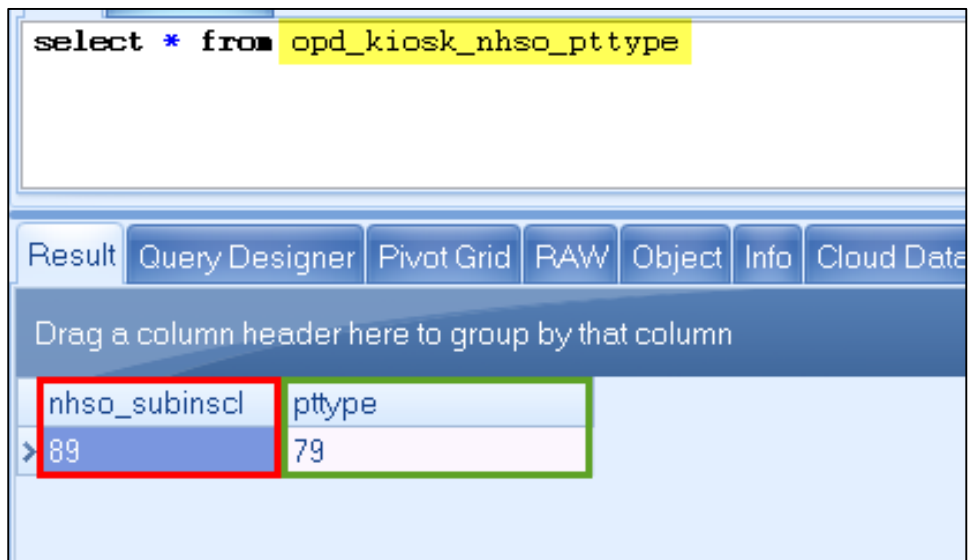 select * from opd_kiosk_nhso_pttype
Result Query Designer Pivot Grid RAW Object Info Cloud Data
Drag a column header here to group by that column
nhso_subinscl pttype
89 79